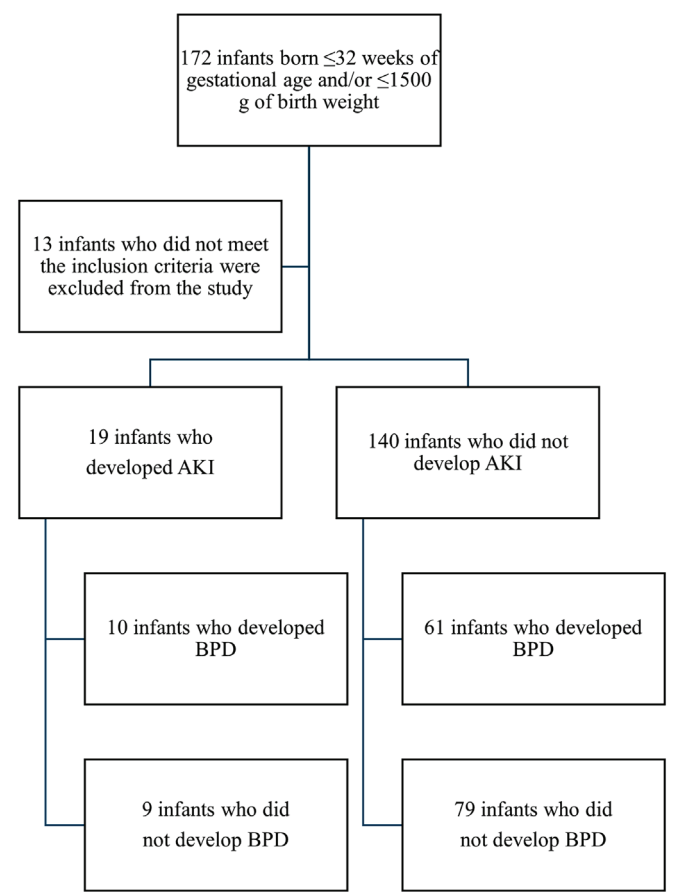 172 infants born ≤32 weeks of
gestational age and/or ≤1500
g of birth weight
13 infants who did not meet
the inclusion criteria were
excluded from the study
19 infants who
developed AKI
140 infants who did not
develop AKI
10 infants who developed
BPD
61 infants who developed
BPD
9 infants who did
not develop BPD
79 infants who did
not develop BPD